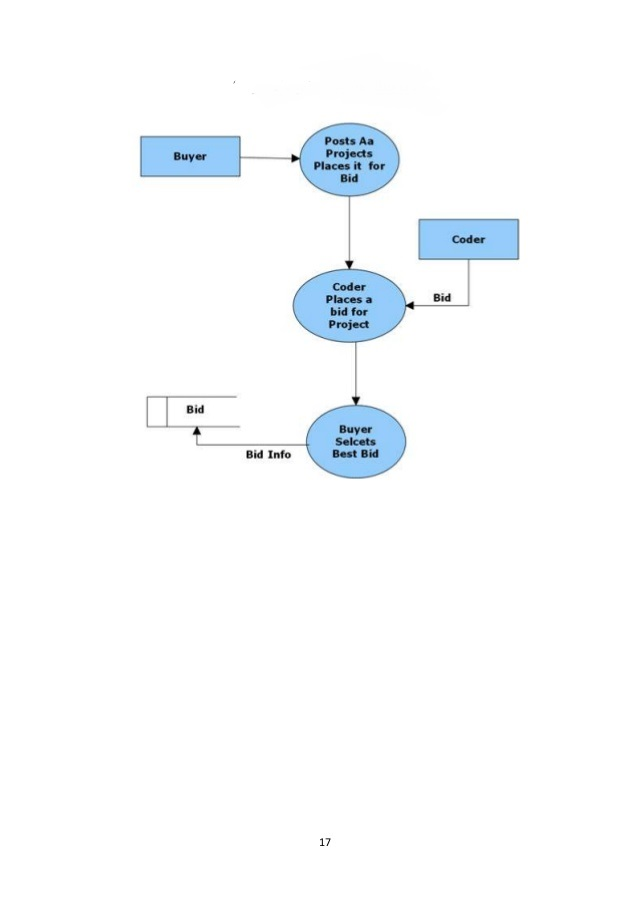 Buyer
Posts Aa
Projects
Places it for
Bid
Coder
Coder
Places a
bid for
Project
Bid
Bid
Buyer
Selcets
Best Bid
Bid Info
17